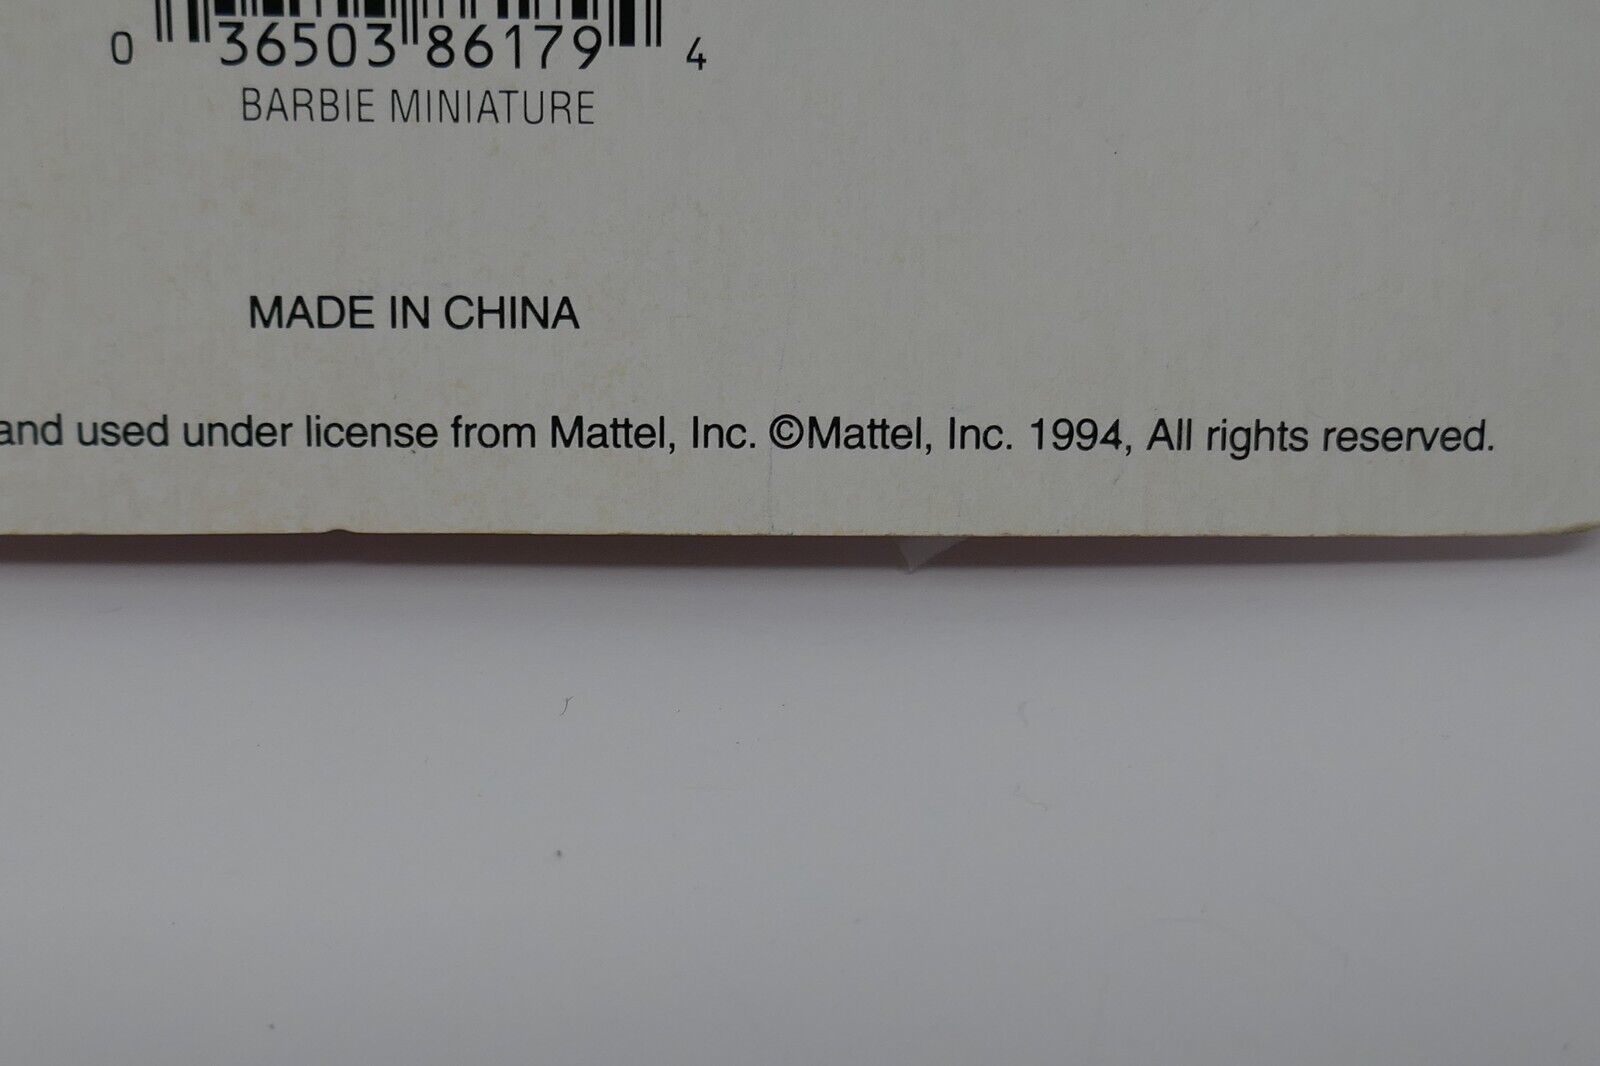 0 36503 86179 4
BARBIE MINIATURE
MADE IN CHINA
and used under license from Mattel, Inc. ©Mattel, Inc. 1994, All rights reserved.